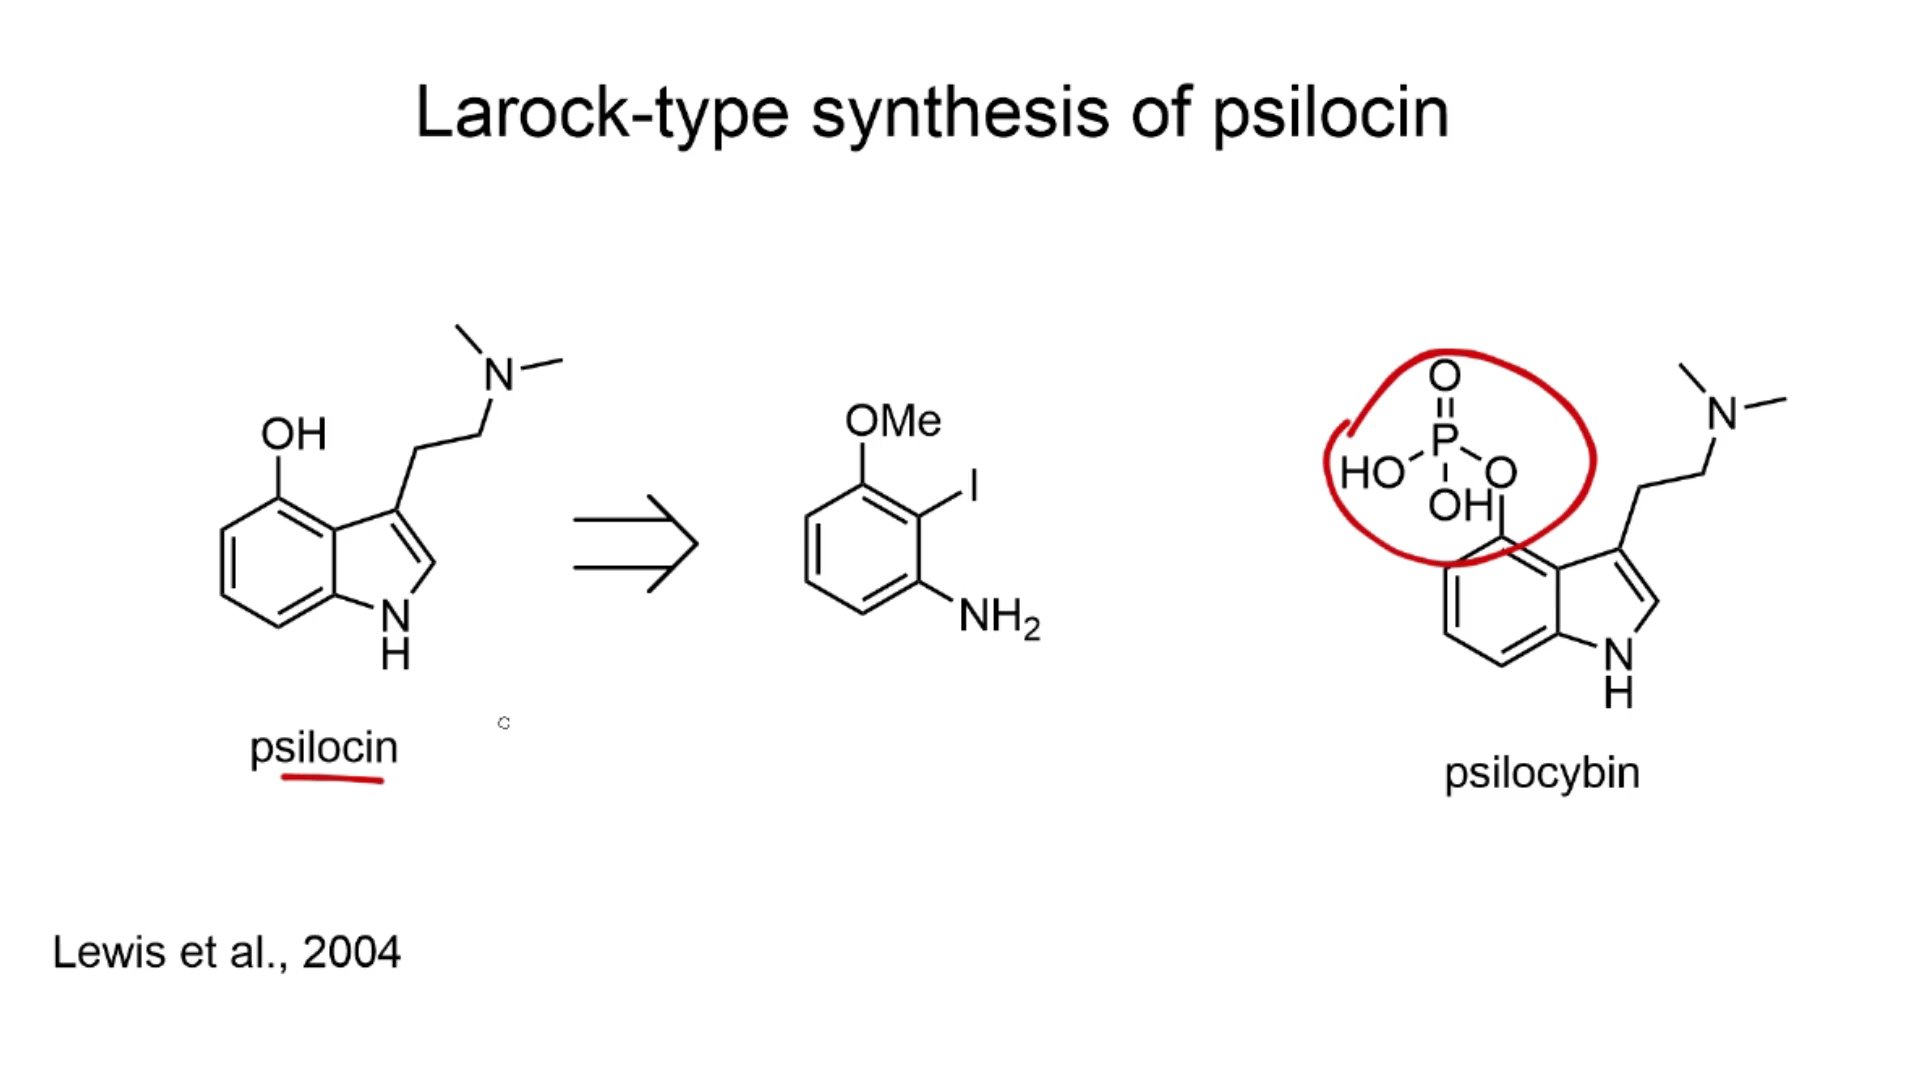 Larock-type synthesis of psilocin
OH
N
N
H
psilocin
OMe
I
NH2
O
P
HO
O
OH
N
N
H
psilocybin
Lewis et al., 2004